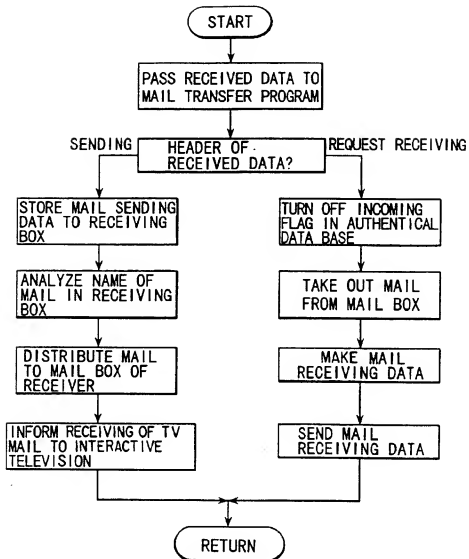 START
PASS RECEIVED DATA TO
MAIL TRANSFER PROGRAM
SENDING
HEADER OF
RECEIVED DATA?
REQUEST RECEIVING
STORE MAIL SENDING
DATA TO RECEIVING
BOX
ANALYZE NAME OF
MAIL IN RECEIVING
BOX
DISTRIBUTE MAIL
TO MAIL BOX OF
RECEIVER
INFORM RECEIVING OF TV
MAIL TO INTERACTIVE
TELEVISION
TURN OFF INCOMING
FLAG IN AUTHENTICAL
DATA BASE
TAKE OUT MAIL
FROM MAIL BOX
MAKE MAIL
RECEIVING DATA
SEND MAIL
RECEIVING DATA
RETURN